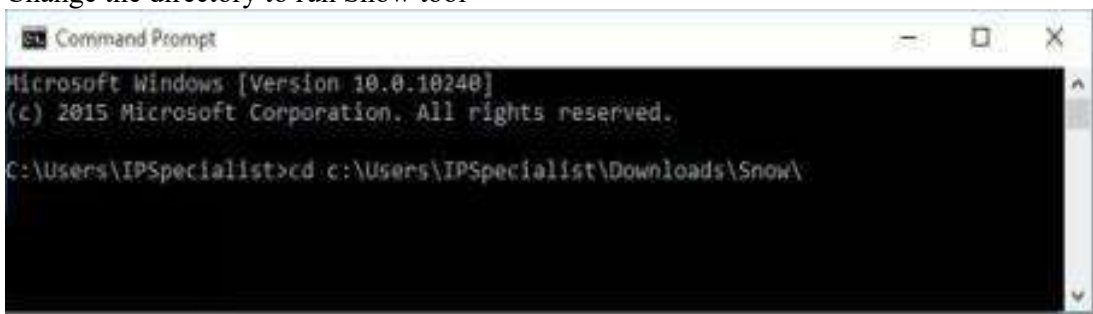 Change the directory to run Snow tool
Command Prompt
Microsoft Windows [Version 10.0.10240]
(c) 2015 Microsoft Corporation. All rights reserved.
C:\Users\IPSpecialist>cd c:\Users\IPSpecialist\Downloads\Snow\